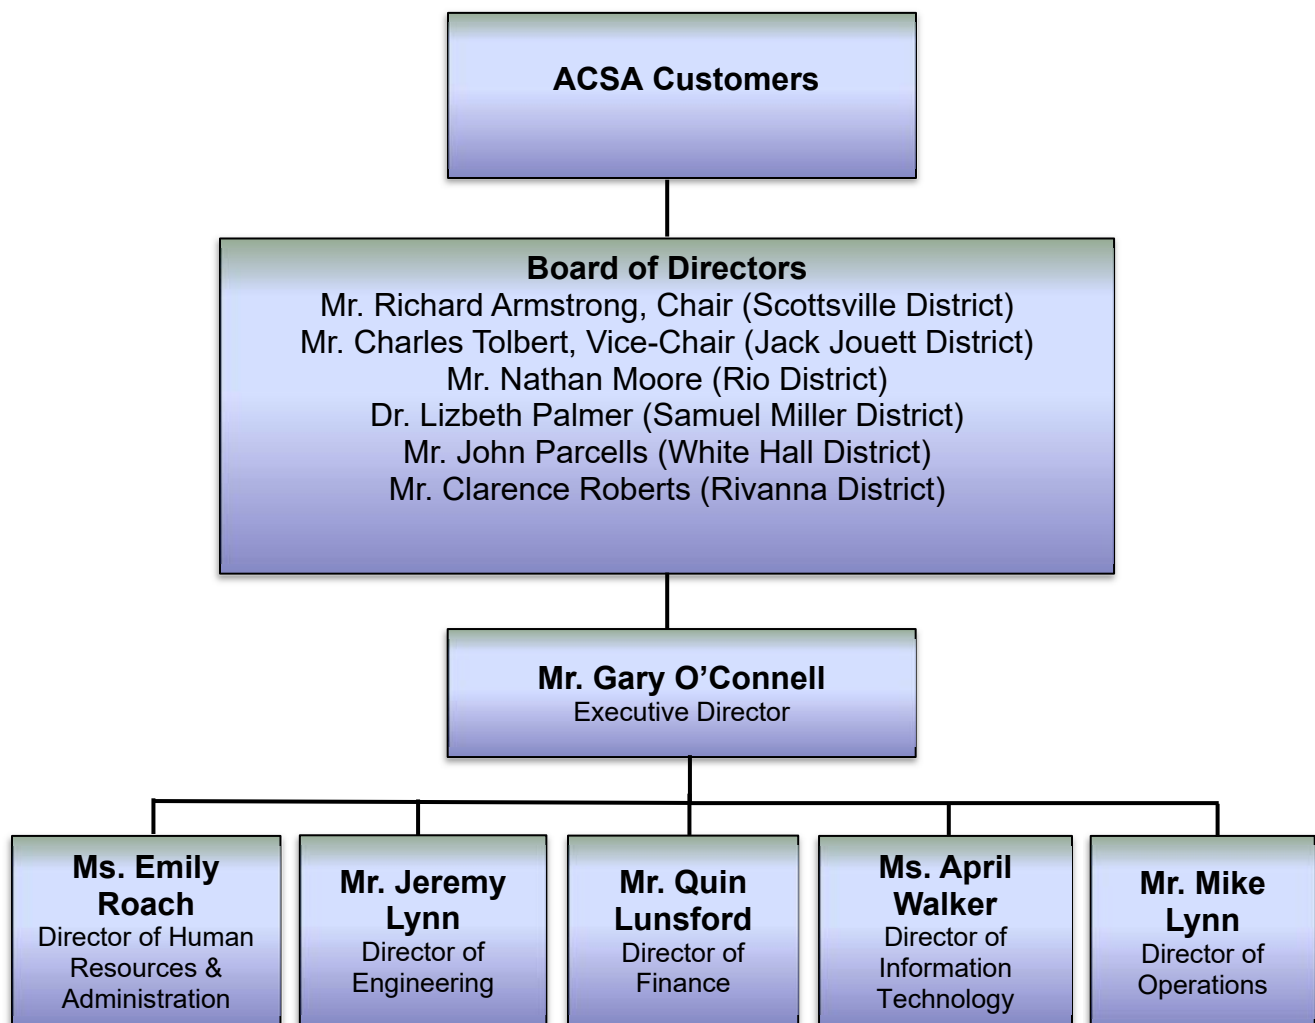 ACSA Customers
Board of Directors
Mr. Richard Armstrong, Chair (Scottsville District)
Mr. Charles Tolbert, Vice-Chair (Jack Jouett District)
Mr. Nathan Moore (Rio District)
Dr. Lizbeth Palmer (Samuel Miller District)
Mr. John Parcells (White Hall District)
Mr. Clarence Roberts (Rivanna District)
Mr. Gary O’Connell
Executive Director
Ms. Emily
Roach
Director of Human
Resources &
Administration
Mr. Jeremy
Lynn
Director of
Engineering
Mr. Quin
Lunsford
Director of
Finance
Ms. April
Walker
Director of
Information
Technology
Mr. Mike
Lynn
Director of
Operations